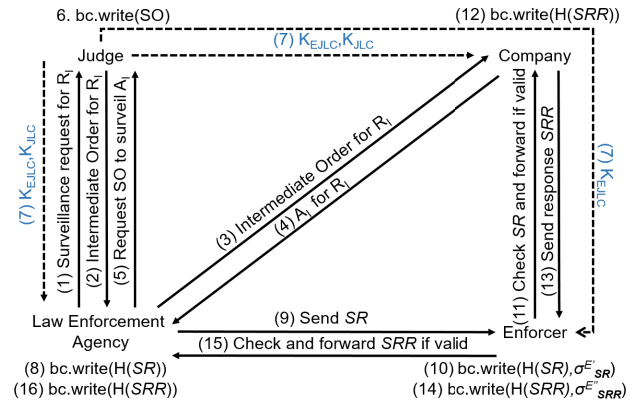 6. bc.write(SO)
(12) bc.write(H(SRR))
(7) K_EJLC,K_JLC
Judge
Company
(7) K_EJLC,K_JLC
(1) Surveillance request for R_I
(2) Intermediate Order for R_I
(5) Request SO to surveil A_I
(3) Intermediate Order for R_I
(4) A_I for R_I
(11) Check SR and forward if valid
(13) Send response SRR
(7) K_EJLC
Law Enforcement
Agency
(9) Send SR
(15) Check and forward SRR if valid
Enforcer
(8) bc.write(H(SR))
(16) bc.write(H(SRR))
(10) bc.write(H(SR),σ^E'_SR)
(14) bc.write(H(SRR),σ^E''_SRR)